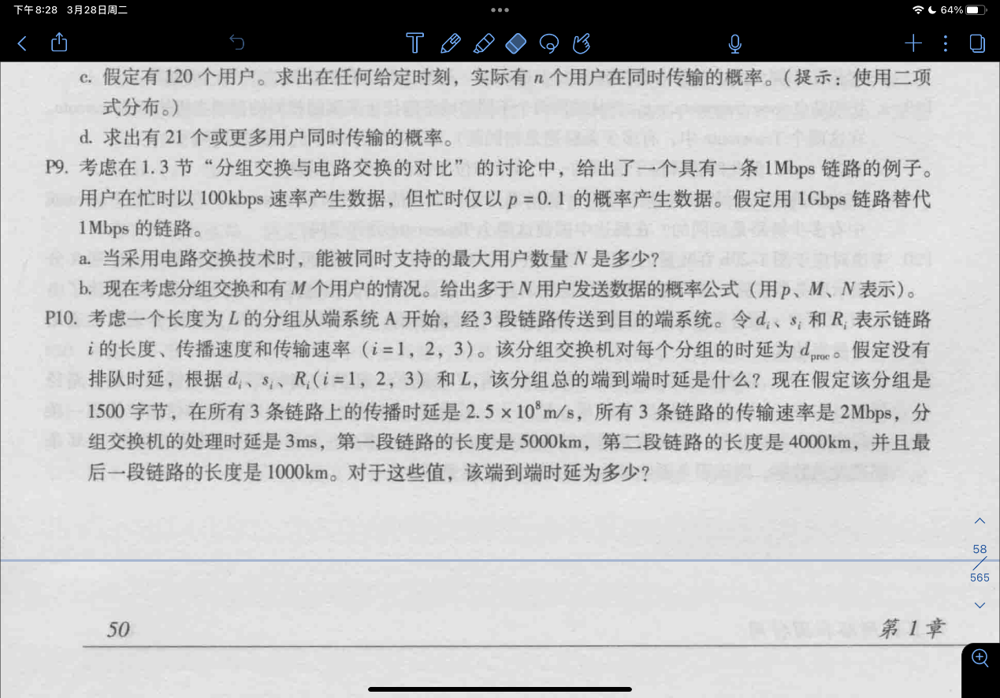 下午8:28 3月28日周二
64%
c. 假定有 120 个用户。求出在任何给定时刻，实际有 n 个用户在同时传输的概率。（提示：使用二项
式分布。）
d. 求出有 21 个或更多用户同时传输的概率。
P9. 考虑在 1.3 节“分组交换与电路交换的对比”的讨论中，给出了一个具有一条 1Mbps 链路的例子。
用户在忙时以 100kbps 速率产生数据，但忙时仅以 p = 0.1 的概率产生数据。假定用 1Gbps 链路替代
1Mbps 的链路。
a. 当采用电路交换技术时，能被同时支持的最大用户数量 N 是多少？
b. 现在考虑分组交换和有 M 个用户的情况。给出多于 N 用户发送数据的概率公式（用 p、M、N 表示）。
P10. 考虑一个长度为 L 的分组从端系统 A 开始，经 3 段链路传送到目的端系统。令 dᵢ、sᵢ 和 Rᵢ 表示链路
i 的长度、传播速度和传输速率（i=1，2，3）。该分组交换机对每个分组的时延为 d_proc。假定没有
排队时延，根据 dᵢ、sᵢ、Rᵢ(i=1，2，3) 和 L，该分组总的端到端时延是什么？现在假定该分组是
1500 字节，在所有 3 条链路上的传播时延是 2.5×10⁸m/s，所有 3 条链路的传输速率是 2Mbps，分
组交换机的处理时延是 3ms，第一段链路的长度是 5000km，第二段链路的长度是 4000km，并且最
后一段链路的长度是 1000km。对于这些值，该端到端时延为多少？
58
565
50 第 1 章